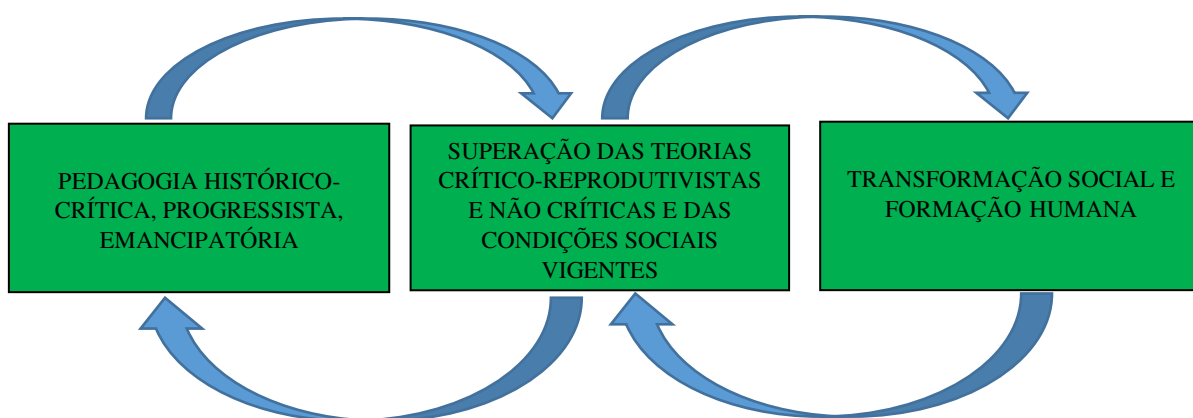 PEDAGOGIA HISTÓRICO-
CRÍTICA, PROGRESSISTA,
EMANCIPATÓRIA
SUPERAÇÃO DAS TEORIAS
CRÍTICO-REPRODUTIVISTAS
E NÃO CRÍTICAS E DAS
CONDIÇÕES SOCIAIS
VIGENTES
TRANSFORMAÇÃO SOCIAL E
FORMAÇÃO HUMANA